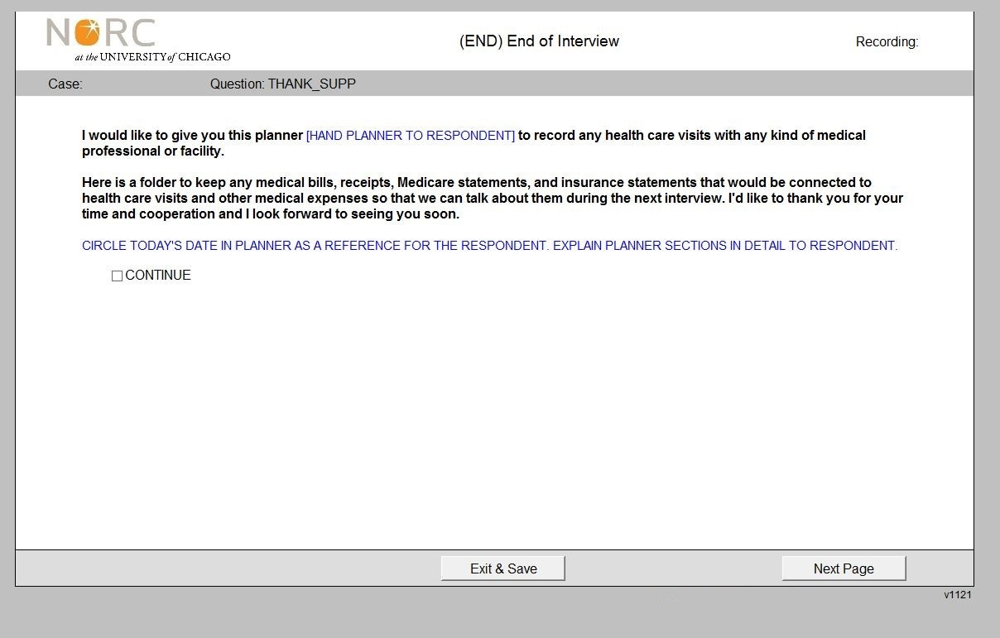 NORC
at the UNIVERSITY of CHICAGO
(END) End of Interview
Recording:
Case:
Question: THANK_SUPP
I would like to give you this planner [HAND PLANNER TO RESPONDENT] to record any health care visits with any kind of medical
professional or facility.
Here is a folder to keep any medical bills, receipts, Medicare statements, and insurance statements that would be connected to
health care visits and other medical expenses so that we can talk about them during the next interview. I'd like to thank you for your
time and cooperation and I look forward to seeing you soon.
CIRCLE TODAY'S DATE IN PLANNER AS A REFERENCE FOR THE RESPONDENT. EXPLAIN PLANNER SECTIONS IN DETAIL TO RESPONDENT.
CONTINUE
Exit & Save
Next Page
v1121